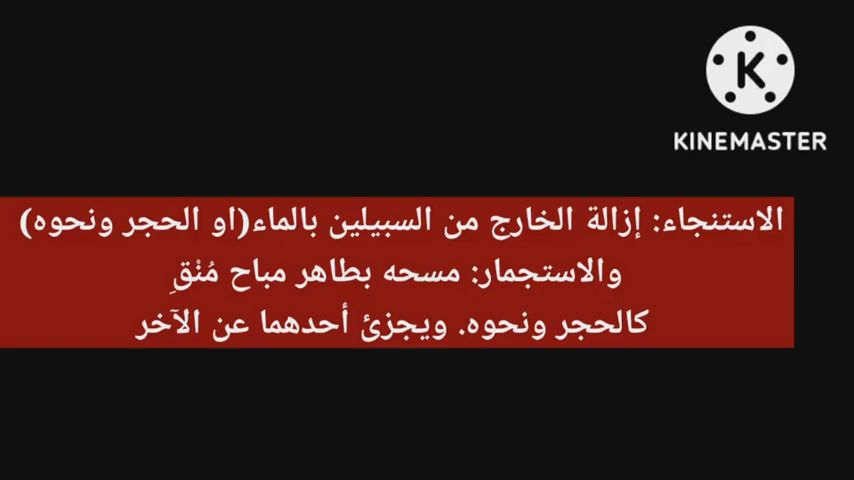 KINEMASTER
الاستنجاء: إزالة الخارج من السبيلين بالماء(او الحجر ونحوه)
والاستجمار: مسحه بطاهر مباح مُنْقِ
كالحجر ونحوه. ويجزئ أحدهما عن الآخر